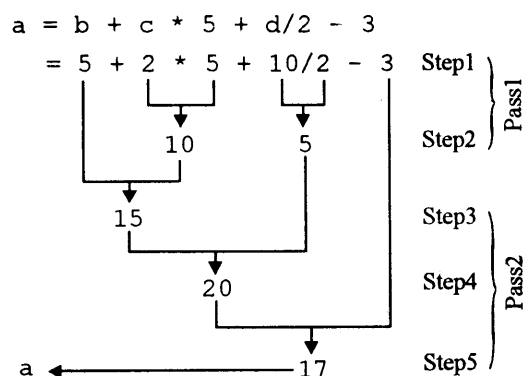 a = b + c * 5 + d/2 - 3
= 5 + 2 * 5 + 10/2 - 3 Step1
10 5 Step2
Pass1
15 Step3
20 Step4
a 17 Step5
Pass2